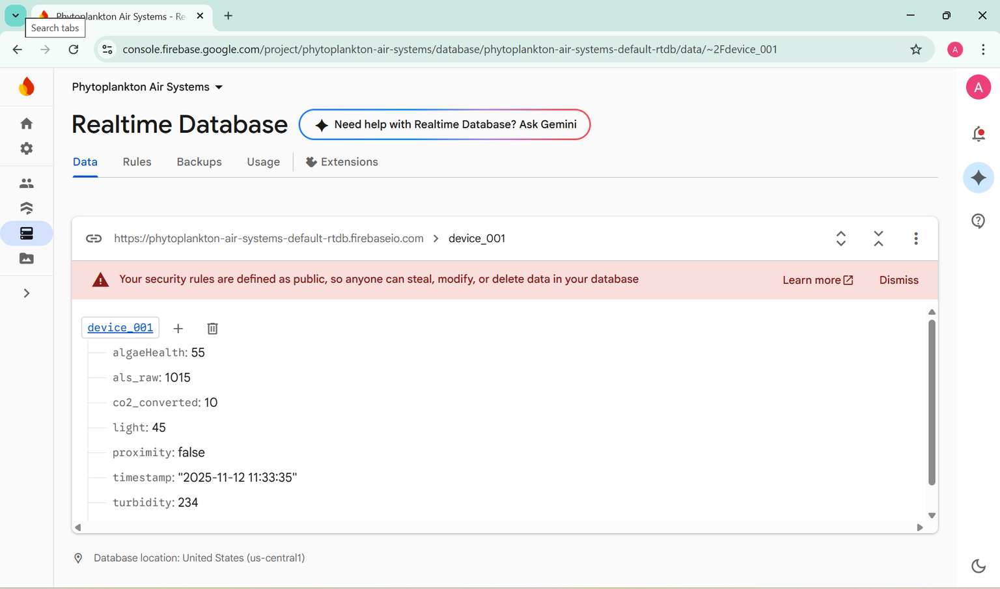 Phytoplankton Air Systems - Re
Search tabs
console.firebase.google.com/project/phytoplankton-air-systems/database/phytoplankton-air-systems-default-rtdb/data/~2Fdevice_001
A
Phytoplankton Air Systems
A
Realtime Database
Need help with Realtime Database? Ask Gemini
Data Rules Backups Usage Extensions
https://phytoplankton-air-systems-default-rtdb.firebaseio.com > device_001
Your security rules are defined as public, so anyone can steal, modify, or delete data in your database Learn more Dismiss
device_001
algaeHealth: 55
als_raw: 1015
co2_converted: 10
light: 45
proximity: false
timestamp: "2025-11-12 11:33:35"
turbidity: 234
Database location: United States (us-central1)